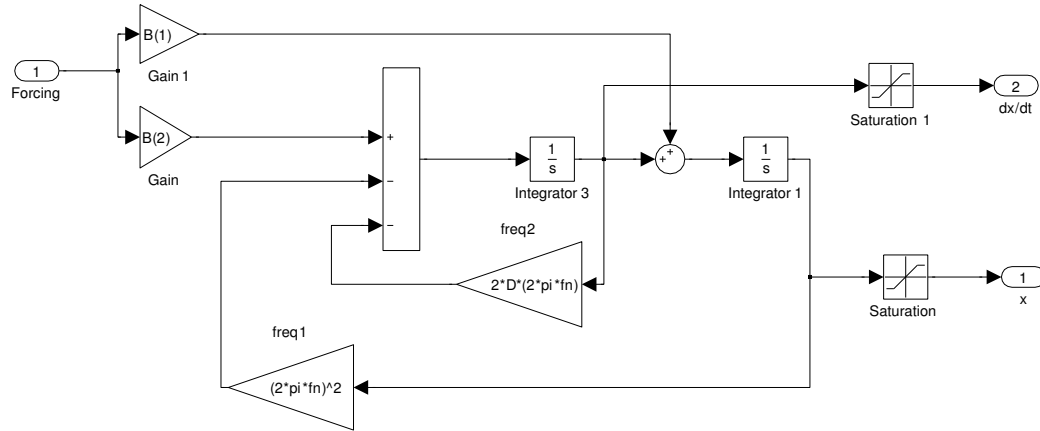 B(1)
Gain 1
1
Forcing
B(2)
Gain
+
−
−
1
s
Integrator 3
+
+
1
s
Integrator 1
Saturation 1
2
dx/dt
freq2
2*D*(2*pi*fn)
Saturation
1
x
freq1
(2*pi*fn)^2